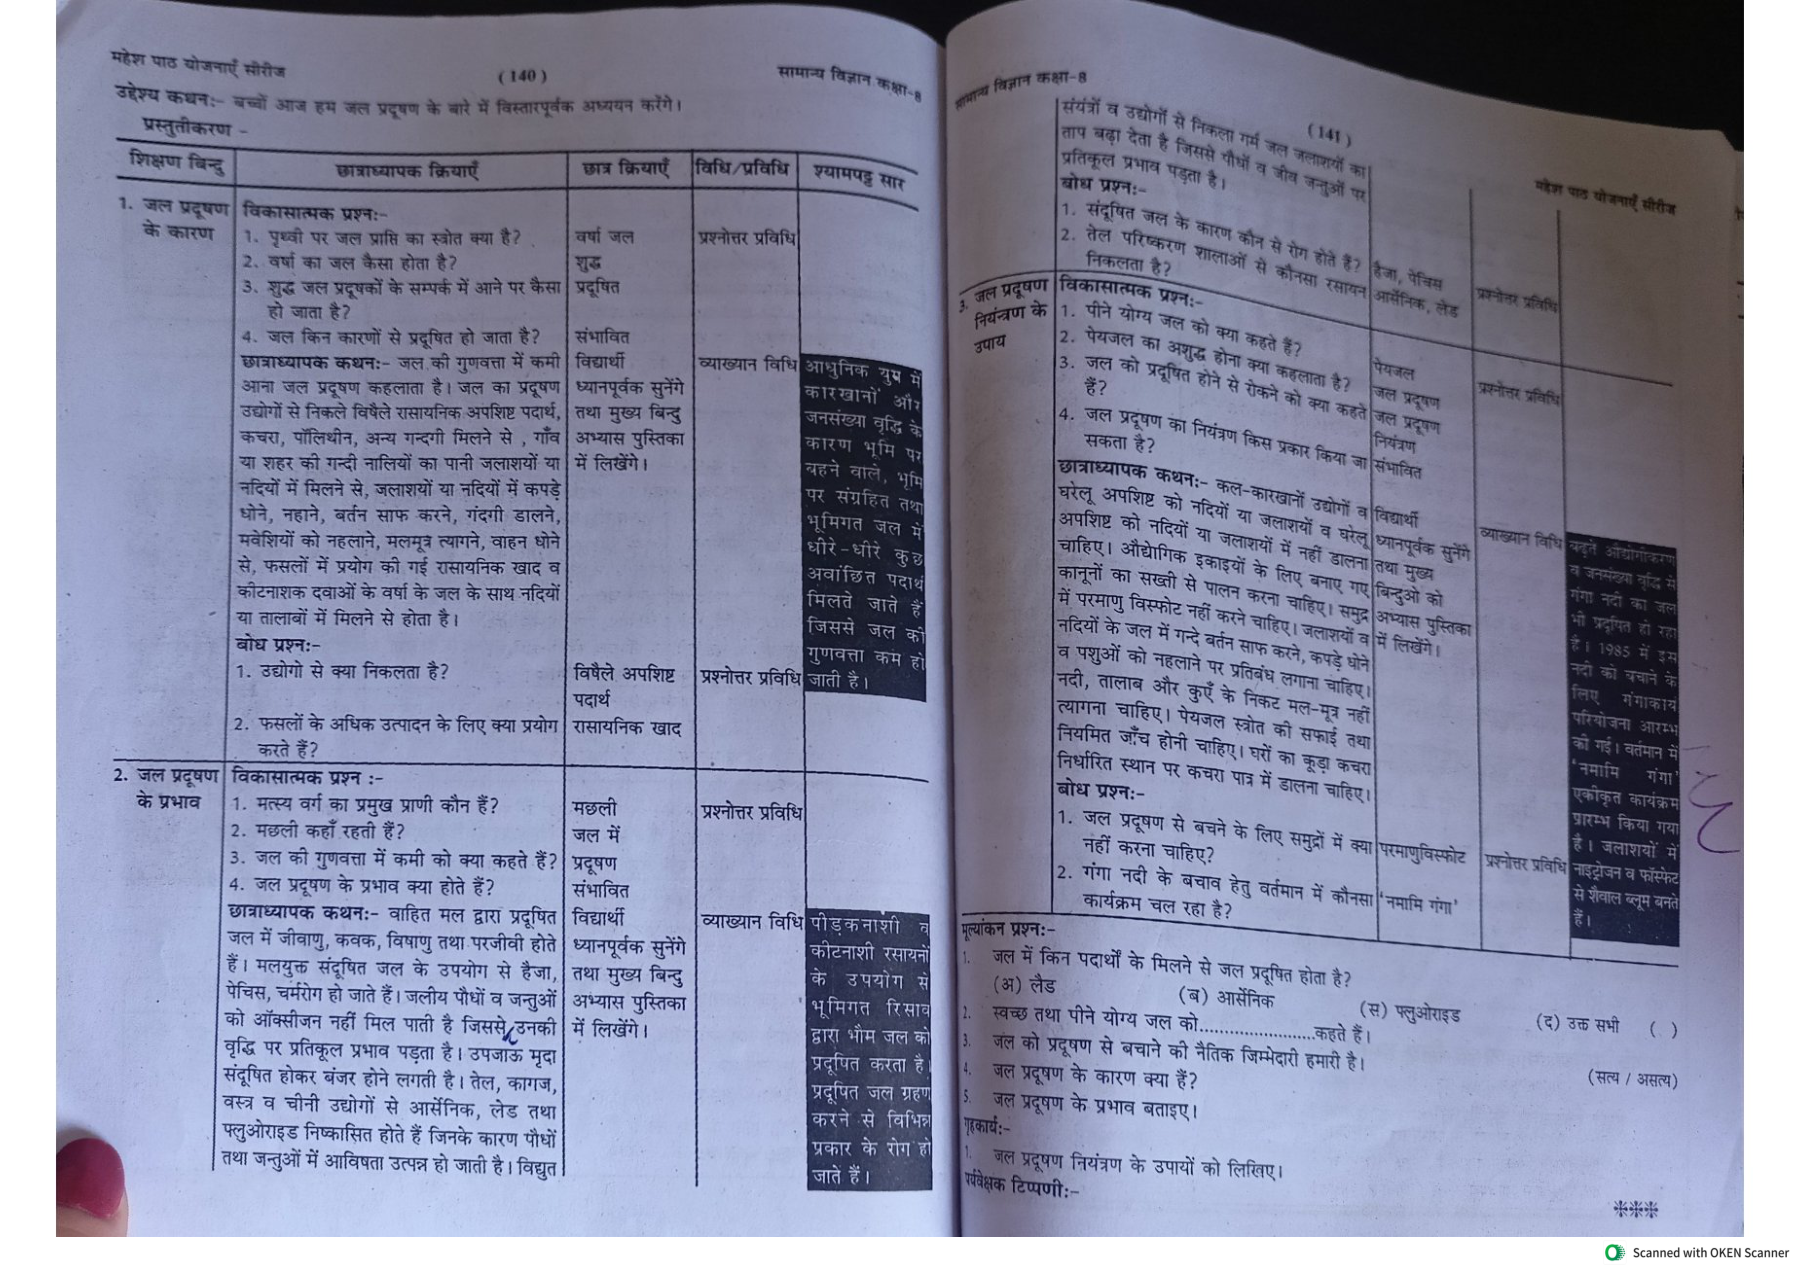 महेश पाठ योजनाएँ सीरीज
(140)
सामान्य विज्ञान कक्षा-8
उद्देश्य कथन:- बच्चों आज हम जल प्रदूषण के बारे में विस्तारपूर्वक अध्ययन करेंगे।
प्रस्तुतीकरण -
शिक्षण बिन्दु
छात्राध्यापक क्रियाएँ
छात्र क्रियाएँ
विधि/प्रविधि
श्यामपट्ट सार
1. जल प्रदूषण
के कारण
विकासात्मक प्रश्न:-
1. पृथ्वी पर जल प्राप्ति का स्त्रोत क्या है?
2. वर्षा का जल कैसा होता है?
3. शुद्ध जल प्रदूषकों के सम्पर्क में आने पर कैसा
हो जाता है?
4. जल किन कारणों से प्रदूषित हो जाता है?
छात्राध्यापक कथन:- जल की गुणवत्ता में कमी
आना जल प्रदूषण कहलाता है। जल का प्रदूषण
उद्योगों से निकले विषैले रासायनिक अपशिष्ट पदार्थ,
कचरा, पॉलिथीन, अन्य गन्दगी मिलने से , गाँव
या शहर की गन्दी नालियों का पानी जलाशयों या
नदियों में मिलने से, जलाशयों या नदियों में कपड़े
धोने, नहाने, बर्तन साफ करने, गंदगी डालने,
मवेशियों को नहलाने, मलमूत्र त्यागने, वाहन धोने
से, फसलों में प्रयोग की गई रासायनिक खाद व
कीटनाशक दवाओं के वर्षा के जल के साथ नदियों
या तालाबों में मिलने से होता है।
बोध प्रश्न:-
1. उद्योगो से क्या निकलता है?
2. फसलों के अधिक उत्पादन के लिए क्या प्रयोग
करते हैं?
वर्षा जल
शुद्ध
प्रदूषित
संभावित
विद्यार्थी
ध्यानपूर्वक सुनेंगे
तथा मुख्य बिन्दु
अभ्यास पुस्तिका
में लिखेंगे।
विषैले अपशिष्ट
पदार्थ
रासायनिक खाद
प्रश्नोत्तर प्रविधि
व्याख्यान विधि
प्रश्नोत्तर प्रविधि
आधुनिक युग में
कारखानों और
जनसंख्या वृद्धि के
कारण भूमि पर
बहने वाले, भूमि
पर संग्रहित तथा
भूमिगत जल में
धीरे-धीरे कुछ
अवांछित पदार्थ
मिलते जाते हैं
जिससे जल की
गुणवत्ता कम हो
जाती है।
2. जल प्रदूषण
के प्रभाव
विकासात्मक प्रश्न :-
1. मत्स्य वर्ग का प्रमुख प्राणी कौन हैं?
2. मछली कहाँ रहती हैं?
3. जल की गुणवत्ता में कमी को क्या कहते हैं?
4. जल प्रदूषण के प्रभाव क्या होते हैं?
छात्राध्यापक कथन:- वाहित मल द्वारा प्रदूषित
जल में जीवाणु, कवक, विषाणु तथा परजीवी होते
हैं। मलयुक्त संदूषित जल के उपयोग से हैजा,
पेचिस, चर्मरोग हो जाते हैं। जलीय पौधों व जन्तुओं
को ऑक्सीजन नहीं मिल पाती है जिससे उनकी
वृद्धि पर प्रतिकूल प्रभाव पड़ता है। उपजाऊ मृदा
संदूषित होकर बंजर होने लगती है। तेल, कागज,
वस्त्र व चीनी उद्योगों से आर्सेनिक, लेड तथा
फ्लुओराइड निष्कासित होते हैं जिनके कारण पौधों
तथा जन्तुओं में आविषता उत्पन्न हो जाती है। विद्युत
मछली
जल में
प्रदूषण
संभावित
विद्यार्थी
ध्यानपूर्वक सुनेंगे
तथा मुख्य बिन्दु
अभ्यास पुस्तिका
में लिखेंगे।
प्रश्नोत्तर प्रविधि
व्याख्यान विधि
पीड़कनाशी व
कीटनाशी रसायनों
के उपयोग से
भूमिगत रिसाव
द्वारा भौम जल को
प्रदूषित करता है।
प्रदूषित जल ग्रहण
करने से विभिन्न
प्रकार के रोग हो
जाते हैं।
सामान्य विज्ञान कक्षा-8
(141)
महेश पाठ योजनाएँ सीरीज
संयंत्रों व उद्योगों से निकला गर्म जल जलाशयों का
ताप बढ़ा देता है जिससे पौधों व जीव जन्तुओं पर
प्रतिकूल प्रभाव पड़ता है।
बोध प्रश्न:-
1. संदूषित जल के कारण कौन से रोग होते हैं?
2. तेल परिष्करण शालाओं से कौनसा रसायन
निकलता है?
हैजा, पेचिस
आर्सेनिक, लेड
प्रश्नोत्तर प्रविधि
3. जल प्रदूषण
नियंत्रण के
उपाय
विकासात्मक प्रश्न:-
1. पीने योग्य जल को क्या कहते हैं?
2. पेयजल का अशुद्ध होना क्या कहलाता है?
3. जल को प्रदूषित होने से रोकने को क्या कहते
हैं?
4. जल प्रदूषण का नियंत्रण किस प्रकार किया जा
सकता है?
छात्राध्यापक कथन:- कल-कारखानों उद्योगों व
घरेलू अपशिष्ट को नदियों या जलाशयों व घरेलू
अपशिष्ट को नदियों या जलाशयों में नहीं डालना
चाहिए। औद्यौगिक इकाइयों के लिए बनाए गए
कानूनों का सख्ती से पालन करना चाहिए। समुद्र
में परमाणु विस्फोट नहीं करने चाहिए। जलाशयों व
नदियों के जल में गन्दे बर्तन साफ करने, कपड़े धोने
व पशुओं को नहलाने पर प्रतिबंध लगाना चाहिए।
नदी, तालाब और कुएँ के निकट मल-मूत्र नहीं
त्यागना चाहिए। पेयजल स्त्रोत की सफाई तथा
नियमित जाँच होनी चाहिए। घरों का कूड़ा कचरा
निर्धारित स्थान पर कचरा पात्र में डालना चाहिए।
बोध प्रश्न:-
1. जल प्रदूषण से बचने के लिए समुद्रों में क्या
नहीं करना चाहिए?
2. गंगा नदी के बचाव हेतु वर्तमान में कौनसा
कार्यक्रम चल रहा है?
पेयजल
जल प्रदूषण
जल प्रदूषण
नियंत्रण
संभावित
विद्यार्थी
ध्यानपूर्वक सुनेंगे
तथा मुख्य
बिन्दुओ को
अभ्यास पुस्तिका
में लिखेंगे।
परमाणुविस्फोट
'नमामि गंगा'
प्रश्नोत्तर प्रविधि
व्याख्यान विधि
प्रश्नोत्तर प्रविधि
बढ़ते औद्योगीकरण
व जनसंख्या वृद्धि से
गंगा नदी का जल
भी प्रदूषित हो रहा
है। 1985 में इस
नदी को बचाने के
लिए गंगाकार्य
परियोजना आरम्भ
की गई। वर्तमान में
'नमामि गंगा'
एकीकृत कार्यक्रम
प्रारम्भ किया गया
है। जलाशयों में
नाइट्रोजन व फॉस्फेट
से शैवाल ब्लूम बनते
हैं।
मूल्यांकन प्रश्न:-
1. जल में किन पदार्थों के मिलने से जल प्रदूषित होता है?
(अ) लैड (ब) आर्सेनिक (स) फ्लुओराइड (द) उक्त सभी ( )
2. स्वच्छ तथा पीने योग्य जल को......................कहते हैं।
3. जल को प्रदूषण से बचाने की नैतिक जिम्मेदारी हमारी है। (सत्य / असत्य)
4. जल प्रदूषण के कारण क्या हैं?
5. जल प्रदूषण के प्रभाव बताइए।
गृहकार्य:-
1. जल प्रदूषण नियंत्रण के उपायों को लिखिए।
पर्यवेक्षक टिप्पणी:-
Scanned with OKEN Scanner